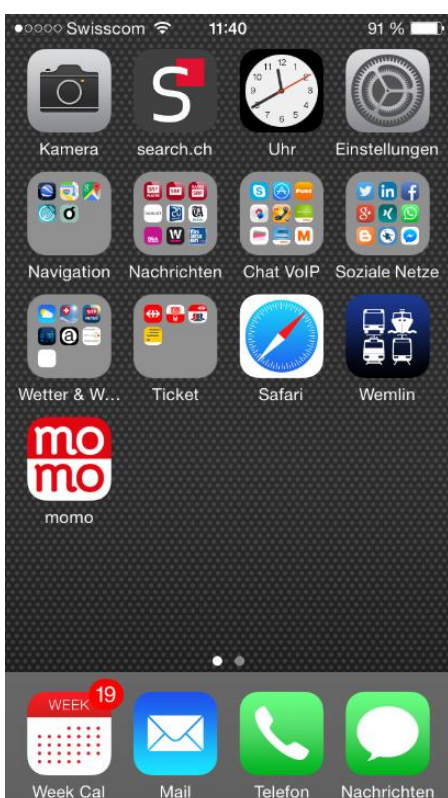 Swisscom 11:40 91 %
Kamera search.ch Uhr Einstellungen
Navigation Nachrichten Chat VoIP Soziale Netze
Wetter & W... Ticket Safari Wemlin
mo
mo
momo
WEEK 19
Week Cal Mail Telefon Nachrichten